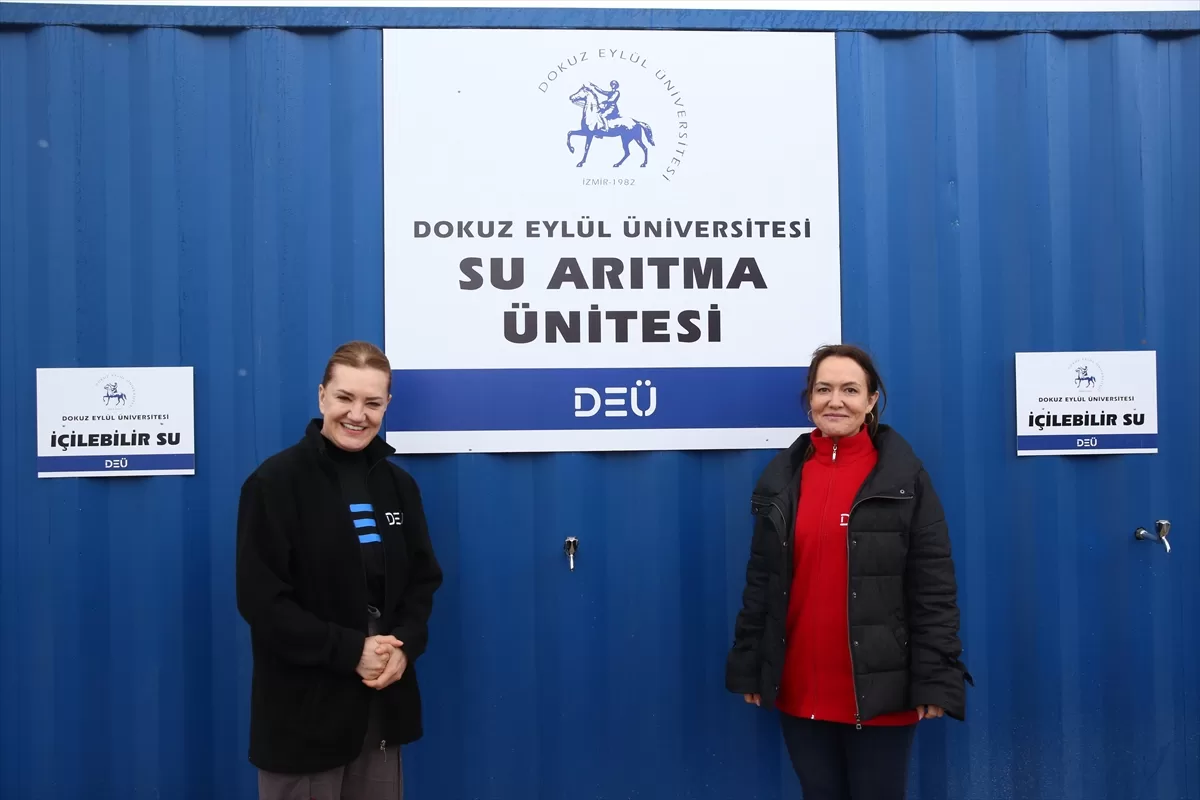 DOKUZ EYLÜL ÜNİVERSİTESİ
İZMİR-1982
DOKUZ EYLÜL ÜNİVERSİTESİ
SU ARITMA
ÜNİTESİ
DEÜ
DOKUZ EYLÜL ÜNİVERSİTESİ
İÇİLEBİLİR SU
DEÜ
DOKUZ EYLÜL ÜNİVERSİTESİ
İÇİLEBİLİR SU
DEÜ